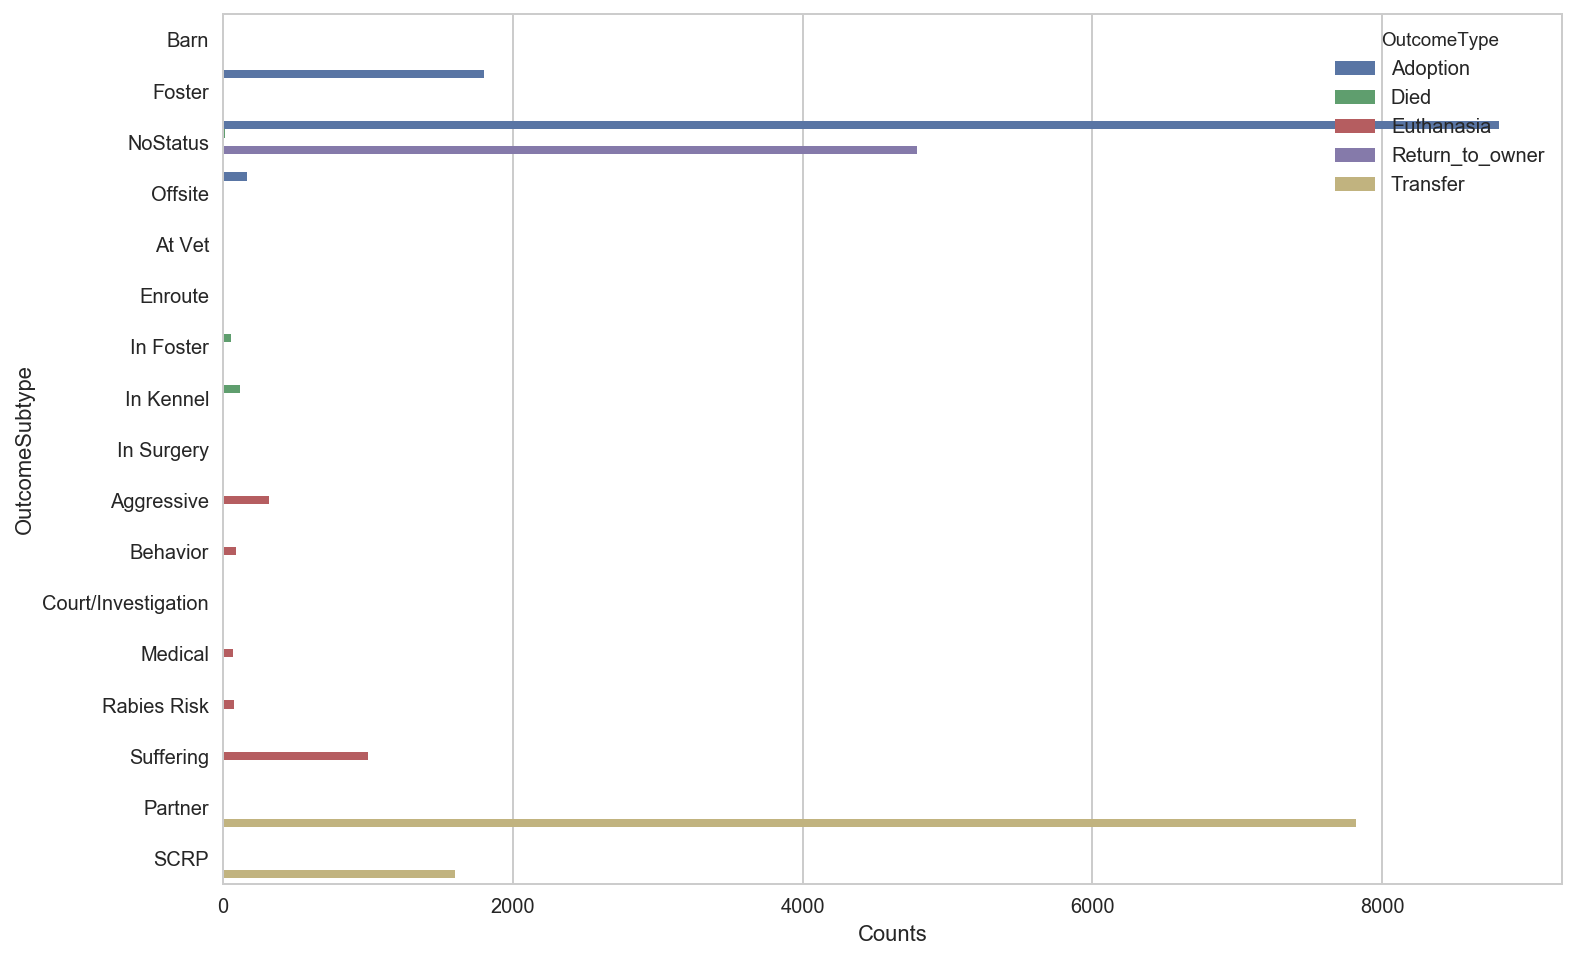 OutcomeType
Adoption
Died
Euthanasia
Return_to_owner
Transfer
OutcomeSubtype
Barn
Foster
NoStatus
Offsite
At Vet
Enroute
In Foster
In Kennel
In Surgery
Aggressive
Behavior
Court/Investigation
Medical
Rabies Risk
Suffering
Partner
SCRP
0 2000 4000 6000 8000
Counts